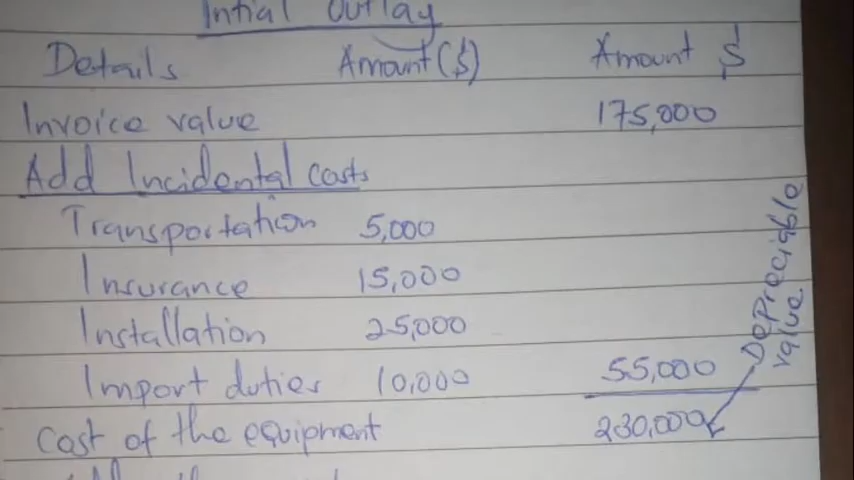 Intial Outlay
Details Amount ($) Amount $
Invoice value 175,000
Add Incidental costs
Transportation 5,000
Insurance 15,000
Installation 25,000
Import duties 10,000 55,000
Cost of the equipment 230,000
Depreciable
value